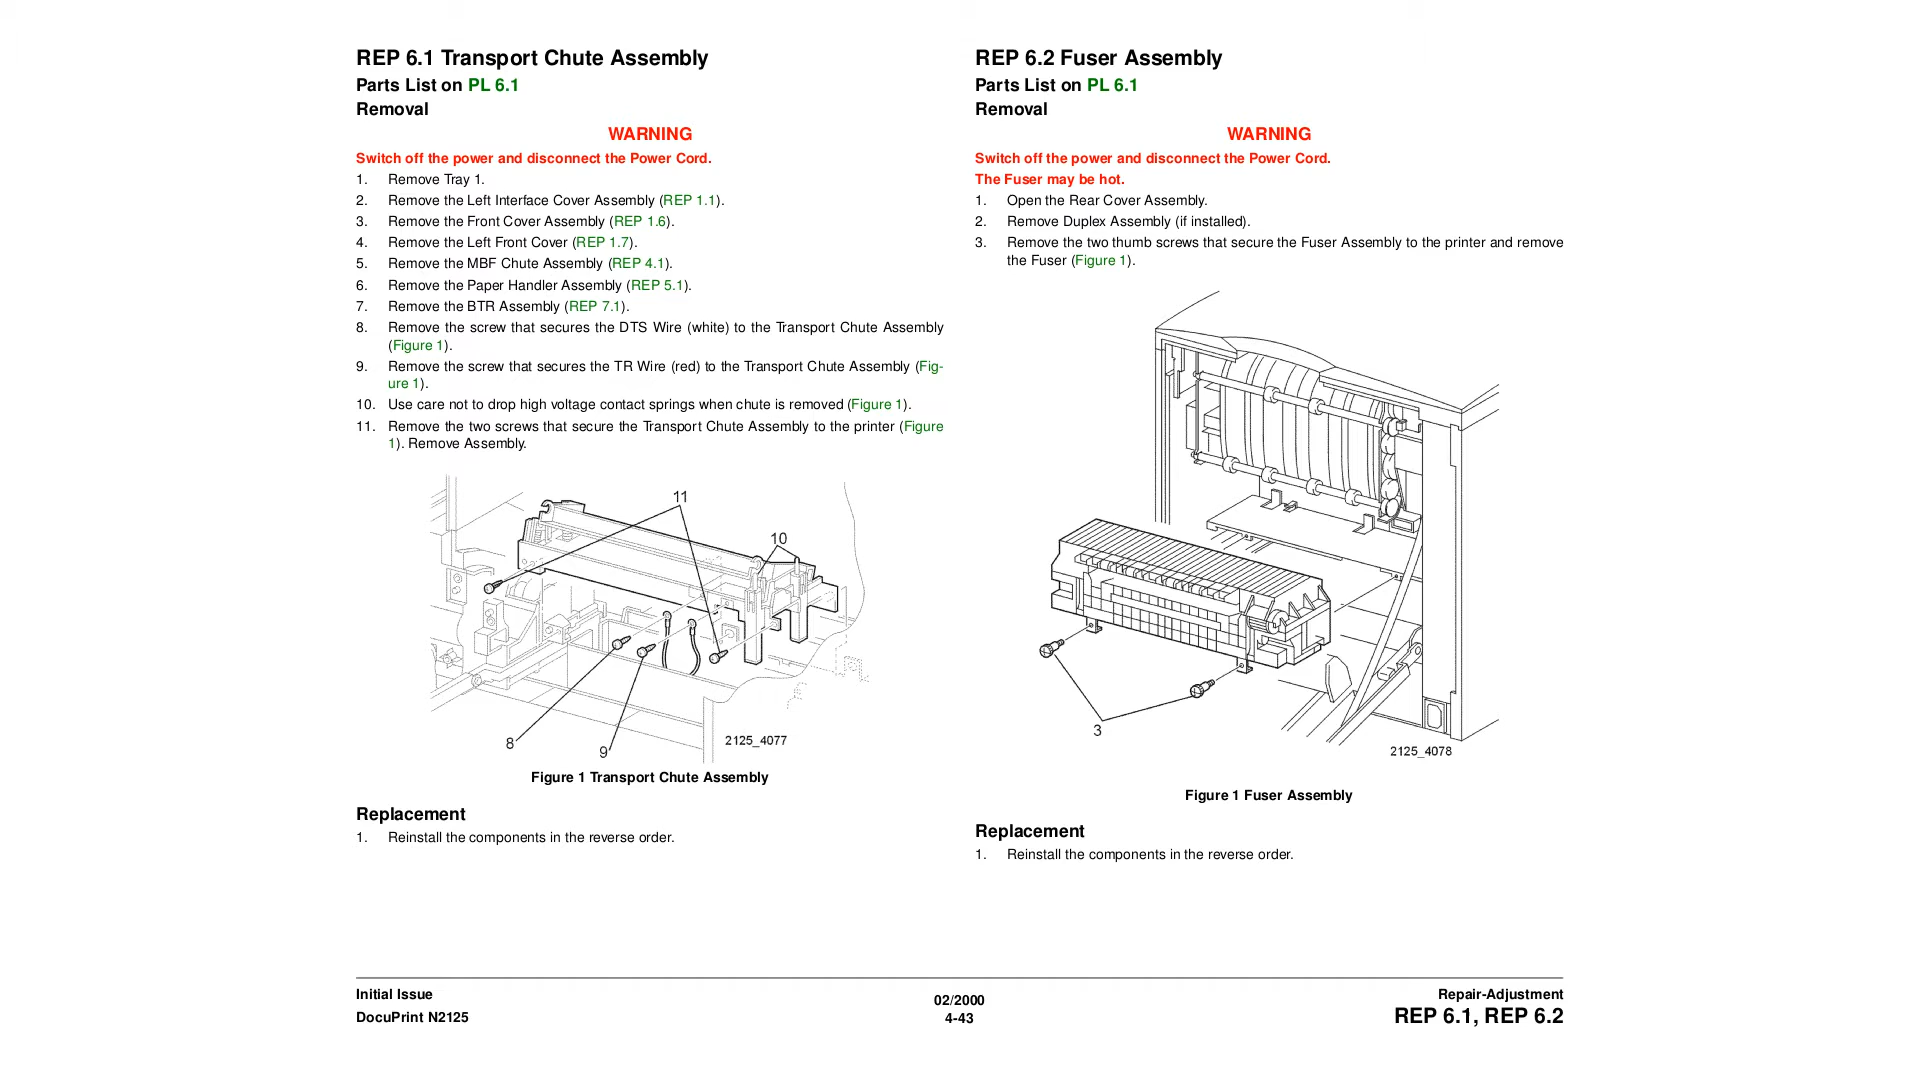 REP 6.1 Transport Chute Assembly
Parts List on PL 6.1
Removal
WARNING
Switch off the power and disconnect the Power Cord.
1. Remove Tray 1.
2. Remove the Left Interface Cover Assembly (REP 1.1).
3. Remove the Front Cover Assembly (REP 1.6).
4. Remove the Left Front Cover (REP 1.7).
5. Remove the MBF Chute Assembly (REP 4.1).
6. Remove the Paper Handler Assembly (REP 5.1).
7. Remove the BTR Assembly (REP 7.1).
8. Remove the screw that secures the DTS Wire (white) to the Transport Chute Assembly
(Figure 1).
9. Remove the screw that secures the TR Wire (red) to the Transport Chute Assembly (Fig-
ure 1).
10. Use care not to drop high voltage contact springs when chute is removed (Figure 1).
11. Remove the two screws that secure the Transport Chute Assembly to the printer (Figure
1). Remove Assembly.
11
10
8
9
2125_4077
Figure 1 Transport Chute Assembly
Replacement
1. Reinstall the components in the reverse order.
REP 6.2 Fuser Assembly
Parts List on PL 6.1
Removal
WARNING
Switch off the power and disconnect the Power Cord.
The Fuser may be hot.
1. Open the Rear Cover Assembly.
2. Remove Duplex Assembly (if installed).
3. Remove the two thumb screws that secure the Fuser Assembly to the printer and remove
the Fuser (Figure 1).
3
2125_4078
Figure 1 Fuser Assembly
Replacement
1. Reinstall the components in the reverse order.
Initial Issue
DocuPrint N2125
02/2000
4-43
Repair-Adjustment
REP 6.1, REP 6.2